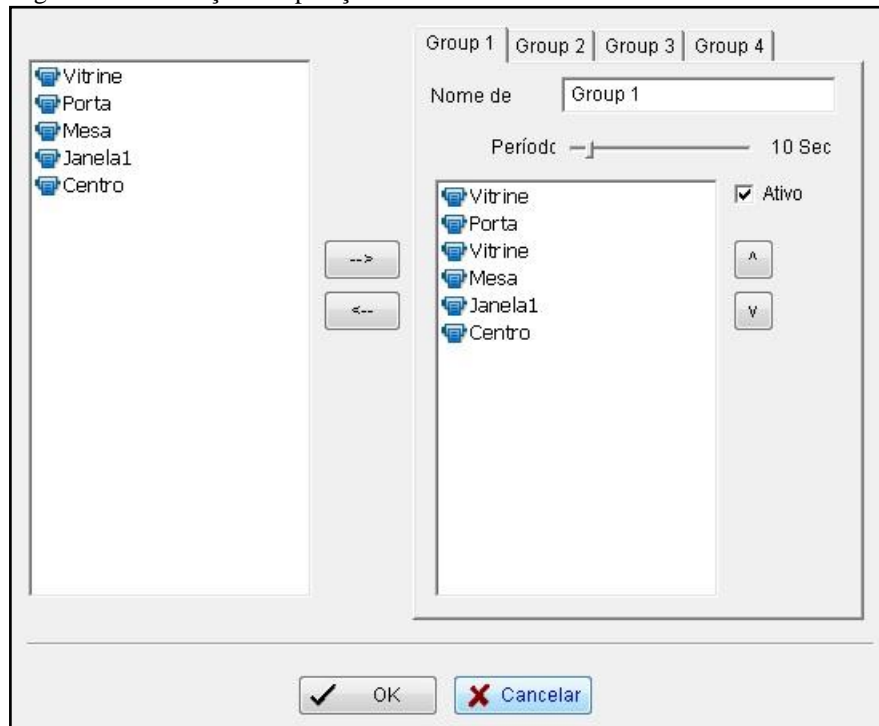 Vitrine
Porta
Mesa
Janela1
Centro
-->
<--
Group 1
Group 2
Group 3
Group 4
Nome de
Group 1
Períod
10 Sec
Vitrine
Porta
Vitrine
Mesa
Janela1
Centro
Ativo
^
v
OK
Cancelar